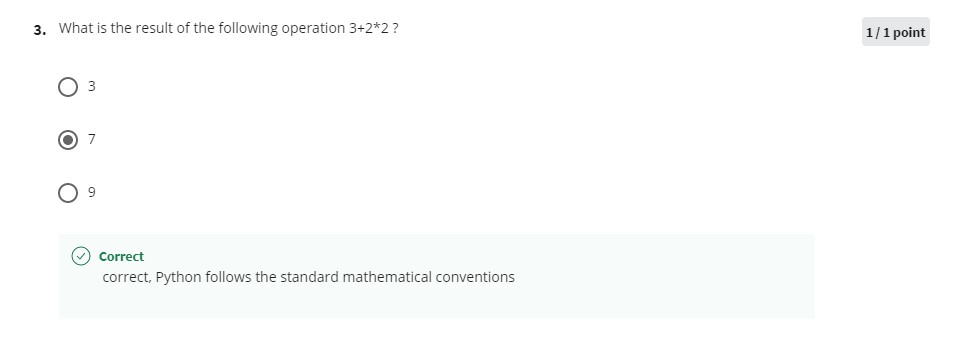 3. What is the result of the following operation 3+2*2 ?
1 / 1 point
3
7
9
Correct
correct, Python follows the standard mathematical conventions